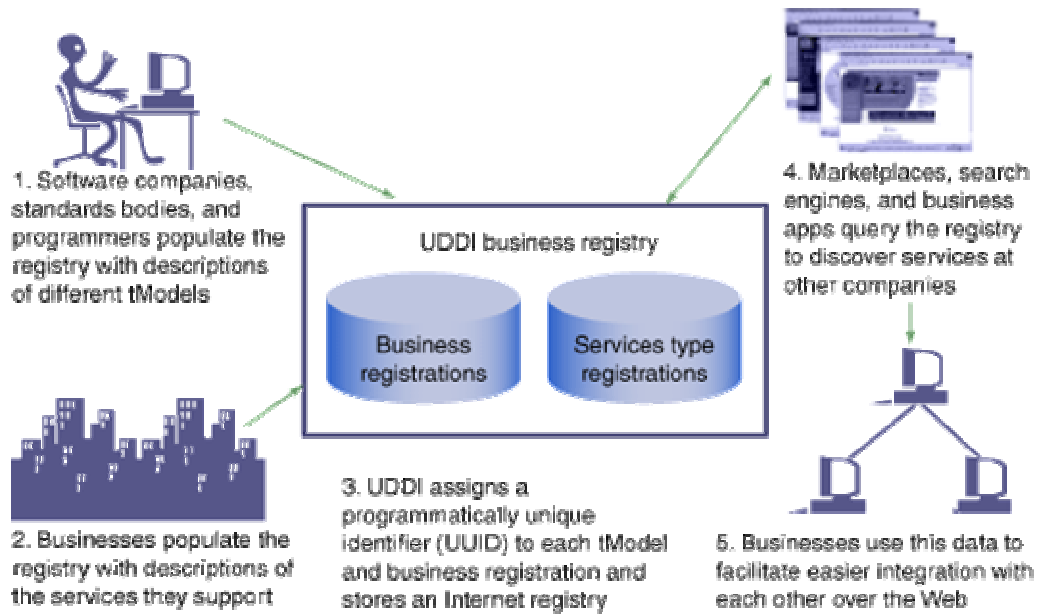 1. Software companies,
standards bodies, and
programmers populate the
registry with descriptions
of different tModels
UDDI business registry
Business
registrations
Services type
registrations
2. Businesses populate the
registry with descriptions of
the services they support
3. UDDI assigns a
programmatically unique
identifier (UUID) to each tModel
and business registration and
stores an Internet registry
4. Marketplaces, search
engines, and business
apps query the registry
to discover services at
other companies
5. Businesses use this data to
facilitate easier integration with
each other over the Web